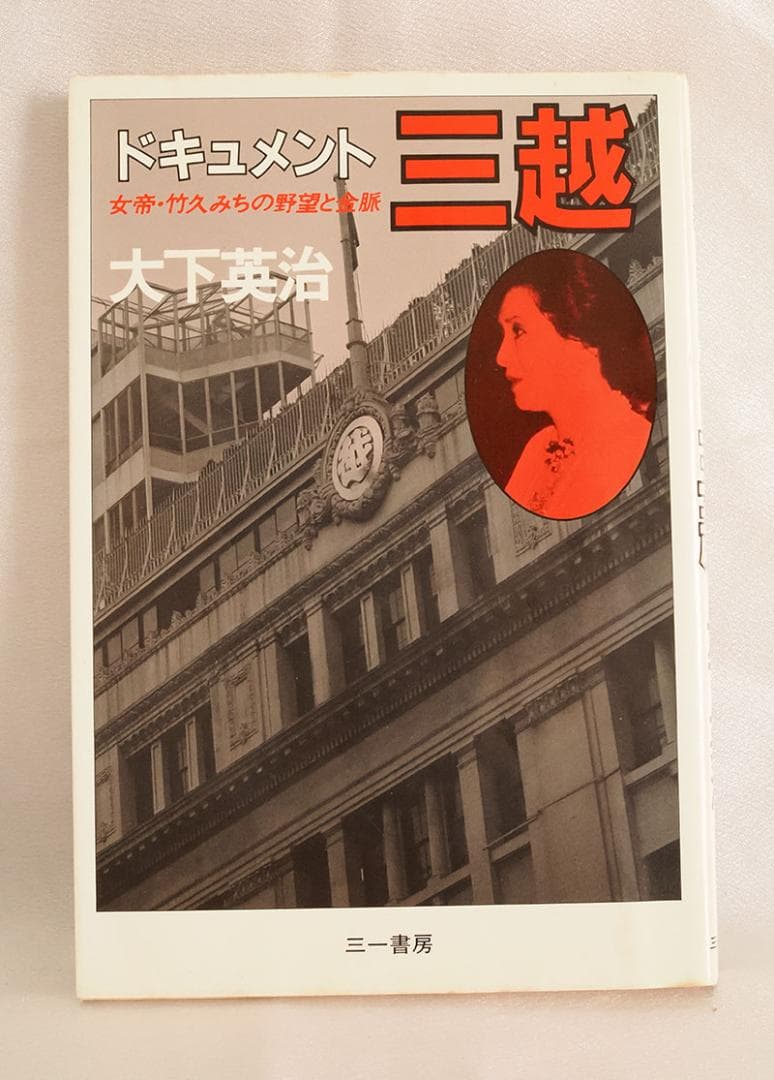 ドキュメント 三越
女帝・竹久みちの野望と金脈
大下英治
越
三一書房